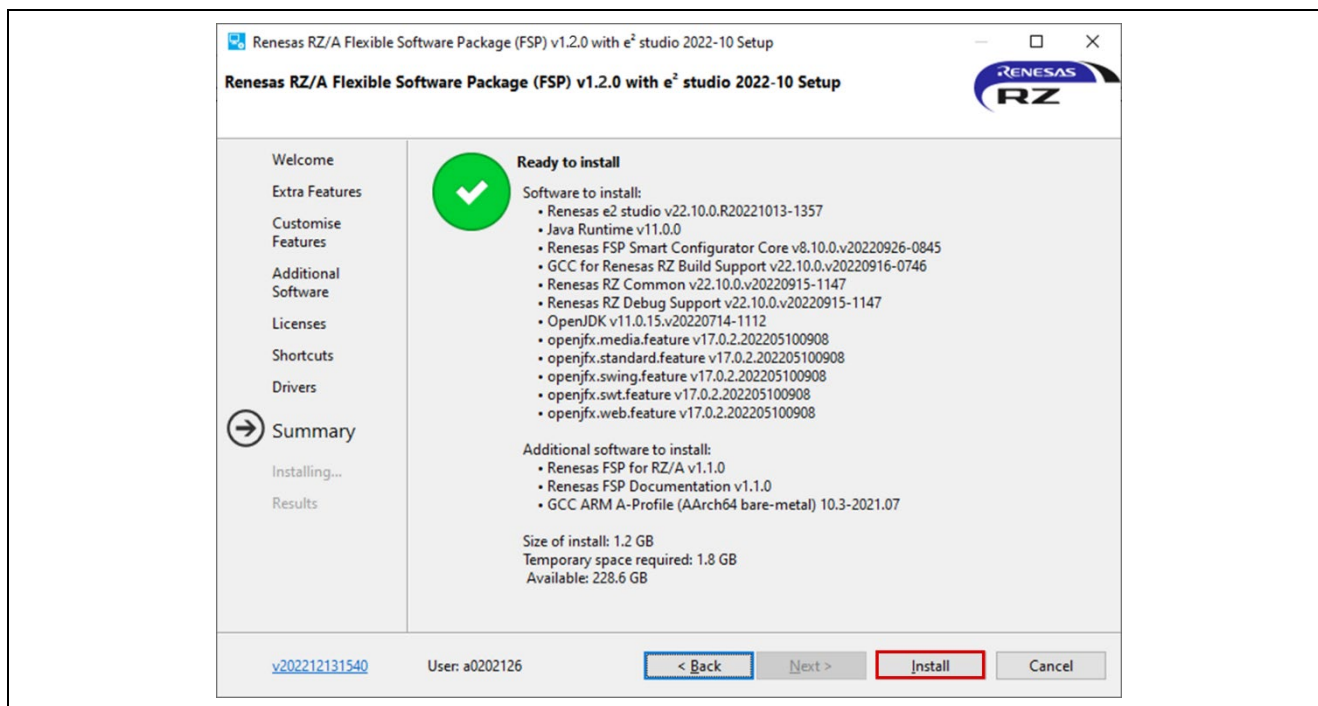 Renesas RZ/A Flexible Software Package (FSP) v1.2.0 with e² studio 2022-10 Setup
Renesas RZ/A Flexible Software Package (FSP) v1.2.0 with e² studio 2022-10 Setup
RENESAS
RZ
Welcome
Extra Features
Customise
Features
Additional
Software
Licenses
Shortcuts
Drivers
Summary
Installing...
Results
Ready to install
Software to install:
• Renesas e2 studio v22.10.0.R20221013-1357
• Java Runtime v11.0.0
• Renesas FSP Smart Configurator Core v8.10.0.v20220926-0845
• GCC for Renesas RZ Build Support v22.10.0.v20220916-0746
• Renesas RZ Common v22.10.0.v20220915-1147
• Renesas RZ Debug Support v22.10.0.v20220915-1147
• OpenJDK v11.0.15.v20220714-1112
• openjfx.media.feature v17.0.2.202205100908
• openjfx.standard.feature v17.0.2.202205100908
• openjfx.swing.feature v17.0.2.202205100908
• openjfx.swt.feature v17.0.2.202205100908
• openjfx.web.feature v17.0.2.202205100908
Additional software to install:
• Renesas FSP for RZ/A v1.1.0
• Renesas FSP Documentation v1.1.0
• GCC ARM A-Profile (AArch64 bare-metal) 10.3-2021.07
Size of install: 1.2 GB
Temporary space required: 1.8 GB
Available: 228.6 GB
v202212131540
User: a0202126
< Back
Next >
Install
Cancel